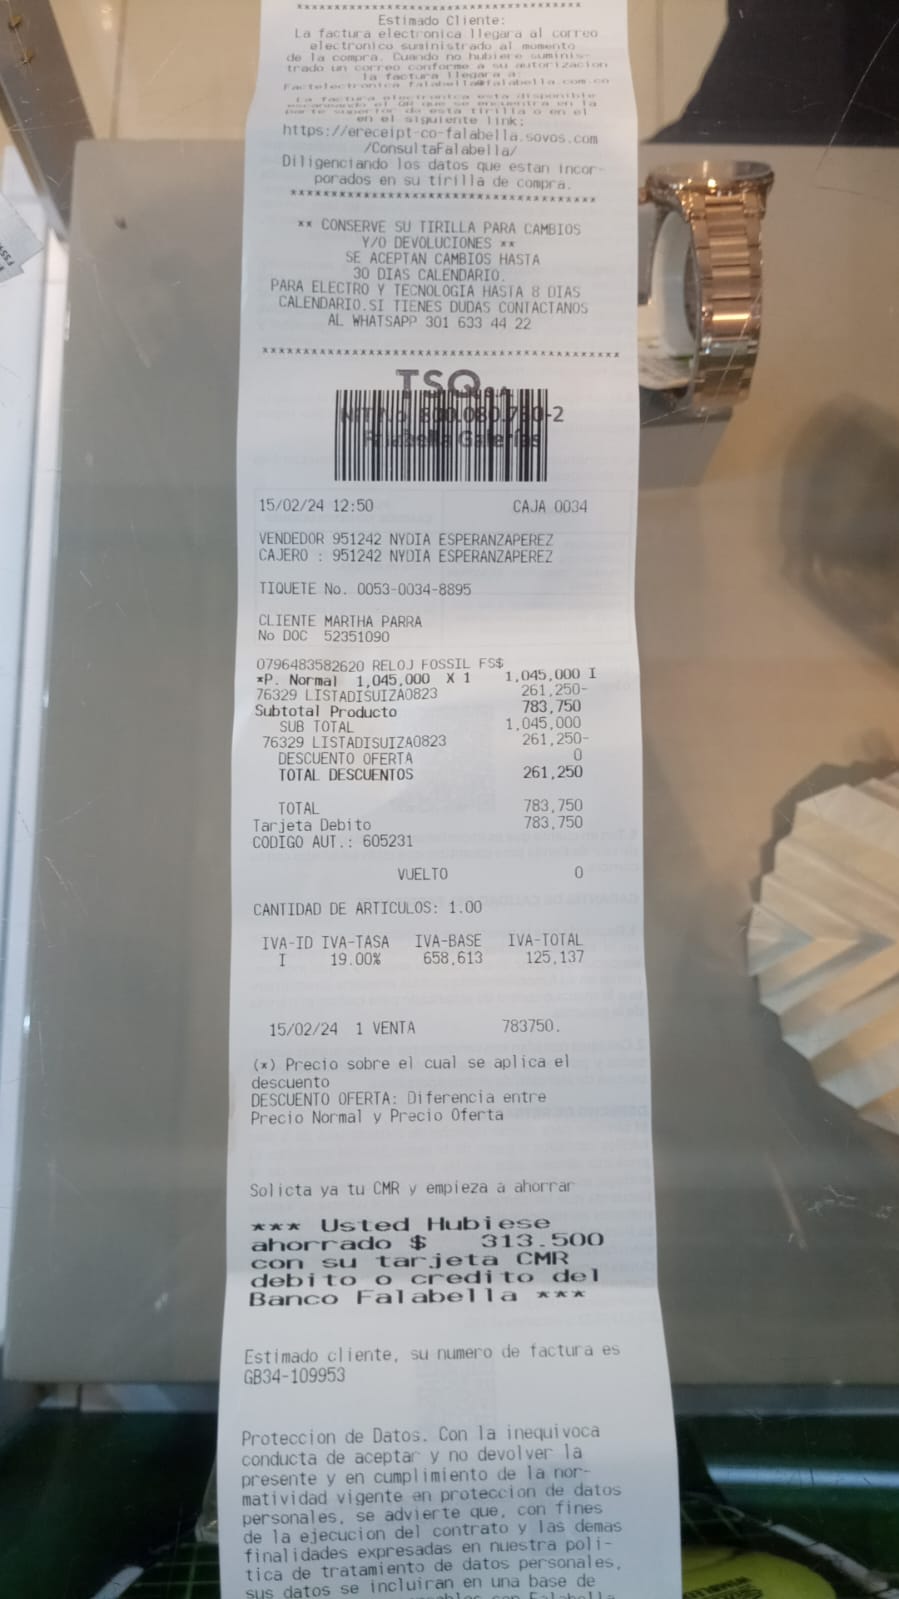 Estimado Cliente:
La factura electronica llegara al correo
electronico suministrado al momento
de la compra. Cuando no hubiere suminis-
trado un correo conforme a su autorizacion
la factura llegara a:
Factelectronica_falabella@falabella.com.co
La factura electronica esta disponible
escaneando el QR que se encuentra en la
parte superior de esta tirilla o en el
en el siguiente link:
https://ereceipt-co-falabella.sovos.com
/ConsultaFalabella/
Diligenciando los datos que estan incor-
porados en su tirilla de compra.
** CONSERVE SU TIRILLA PARA CAMBIOS
Y/O DEVOLUCIONES **
SE ACEPTAN CAMBIOS HASTA
30 DIAS CALENDARIO.
PARA ELECTRO Y TECNOLOGIA HASTA 8 DIAS
CALENDARIO.SI TIENES DUDAS CONTACTANOS
AL WHATSAPP 301 633 44 22
TSO
Falabella Galerías
15/02/24 12:50 CAJA 0034
VENDEDOR 951242 NYDIA ESPERANZAPEREZ
CAJERO : 951242 NYDIA ESPERANZAPEREZ
TIQUETE No. 0053-0034-8895
CLIENTE MARTHA PARRA
No DOC 52351090
0796483582620 RELOJ FOSSIL FS$
*P. Normal 1,045,000 X 1 1,045,000 I
76329 LISTADISUIZA0823 261,250-
Subtotal Producto 783,750
SUB TOTAL 1,045,000
76329 LISTADISUIZA0823 261,250-
DESCUENTO OFERTA 0
TOTAL DESCUENTOS 261,250
TOTAL 783,750
Tarjeta Debito 783,750
CODIGO AUT.: 605231
VUELTO 0
CANTIDAD DE ARTICULOS: 1.00
IVA-ID IVA-TASA IVA-BASE IVA-TOTAL
I 19.00% 658,613 125,137
15/02/24 1 VENTA 783750.
(*) Precio sobre el cual se aplica el
descuento
DESCUENTO OFERTA: Diferencia entre
Precio Normal y Precio Oferta
Solicta ya tu CMR y empieza a ahorrar
*** Usted Hubiese
ahorrado $ 313.500
con su tarjeta CMR
debito o credito del
Banco Falabella ***
Estimado cliente, su numero de factura es
GB34-109953
Proteccion de Datos. Con la inequivoca
conducta de aceptar y no devolver la
presente y en cumplimiento de la nor-
matividad vigente en proteccion de datos
personales, se advierte que, con fines
de la ejecucion del contrato y las demas
finalidades expresadas en nuestra poli-
tica de tratamiento de datos personales,
sus datos se incluiran en una base de